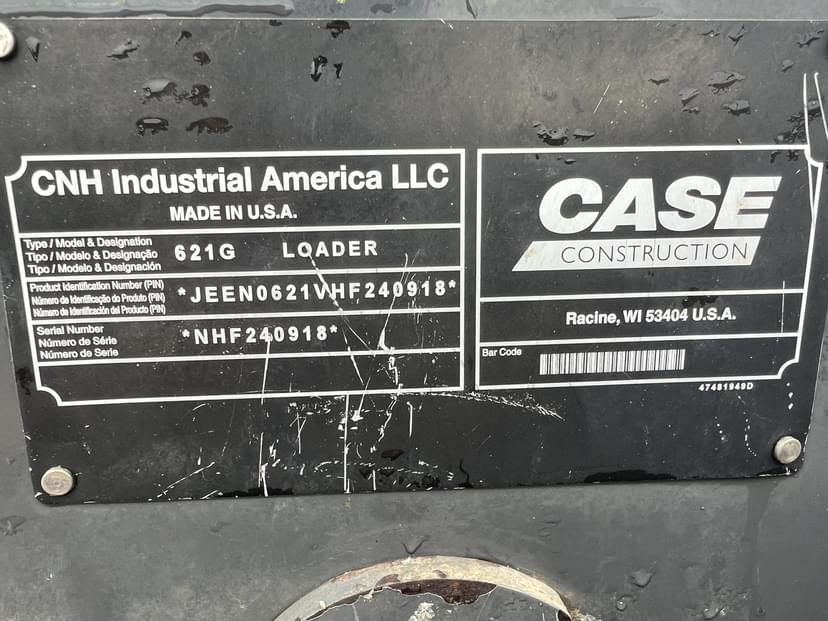 CNH Industrial America LLC
MADE IN U.S.A.
Type / Model & Designation
Tipo / Modelo & Designação
Tipo / Modelo & Designación
621G LOADER
Product Identification Number (PIN)
Número de Identificação do Produto (PIN)
Número de Identificación del Producto (PIN)
*JEEN0621VHF240918*
Serial Number
Número de Série
Número de Serie
*NHF240918*
CASE
CONSTRUCTION
Racine, WI 53404 U.S.A.
Bar Code
47481949D